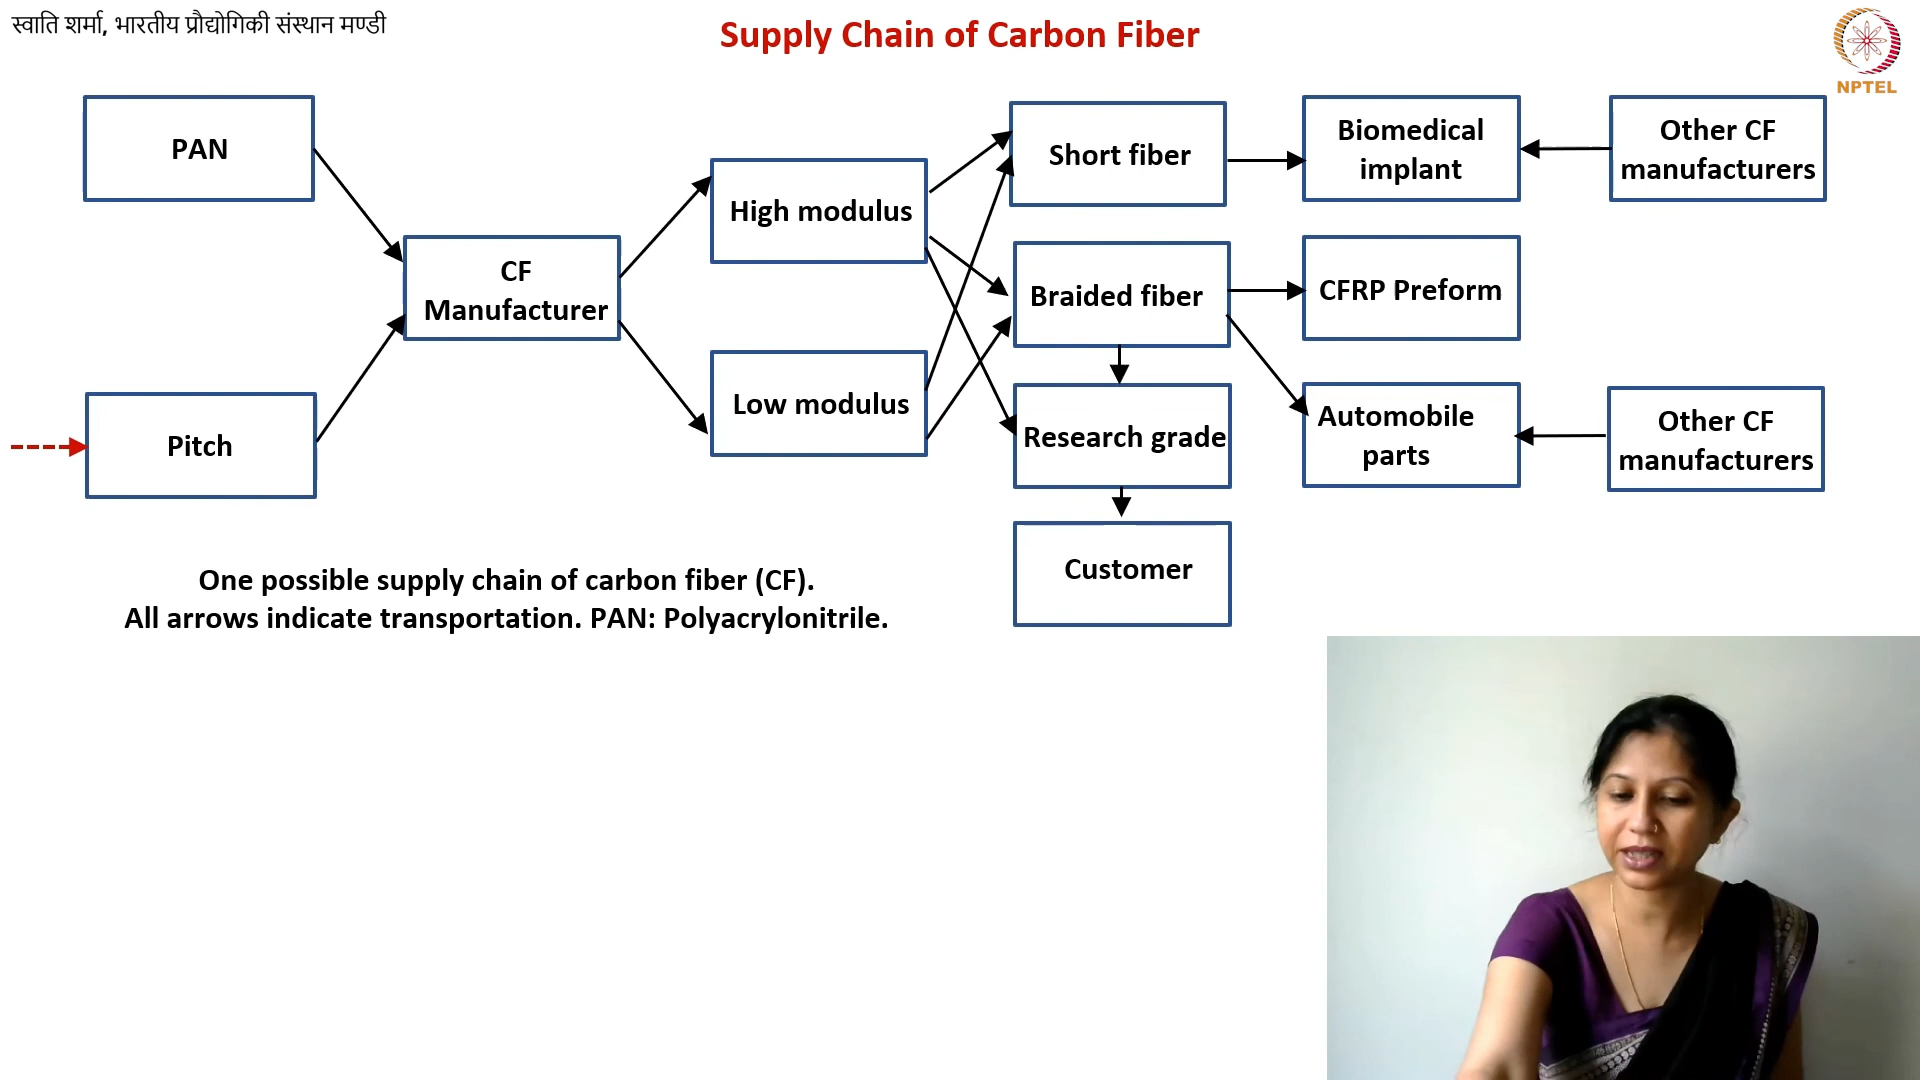 स्वाति शर्मा, भारतीय प्रौद्योगिकी संस्थान मण्डी
Supply Chain of Carbon Fiber
NPTEL
PAN
Pitch
CF
Manufacturer
High modulus
Low modulus
Short fiber
Braided fiber
Research grade
Customer
Biomedical
implant
CFRP Preform
Automobile
parts
Other CF
manufacturers
Other CF
manufacturers
One possible supply chain of carbon fiber (CF).
All arrows indicate transportation. PAN: Polyacrylonitrile.